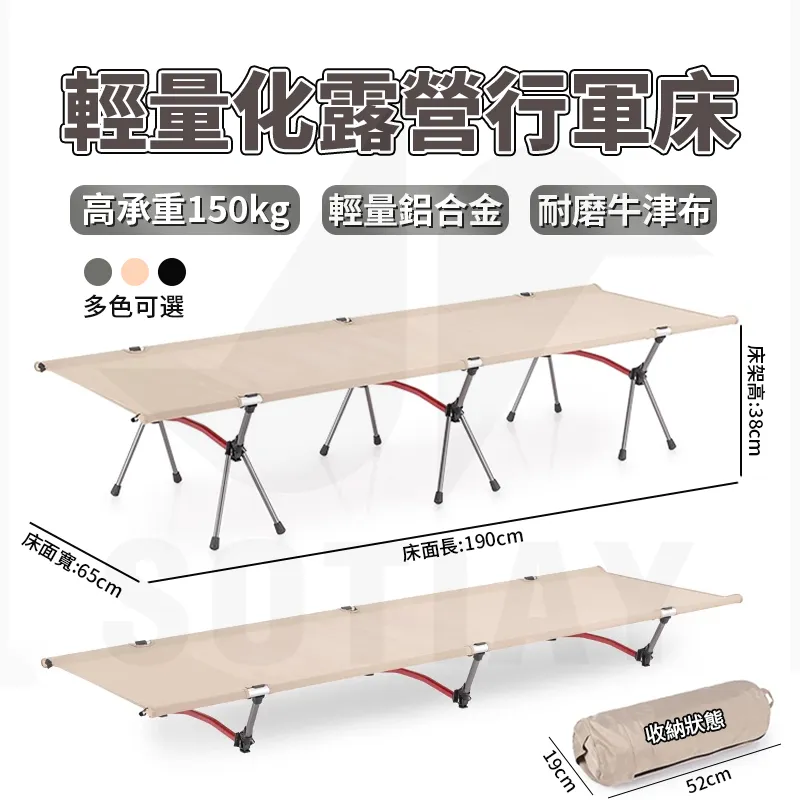 輕量化露營行軍床
高承重150kg
輕量鋁合金
耐磨牛津布
多色可選
床架高:38cm
床面寬:65cm
床面長:190cm
SUTIAY
收納狀態
19cm
52cm